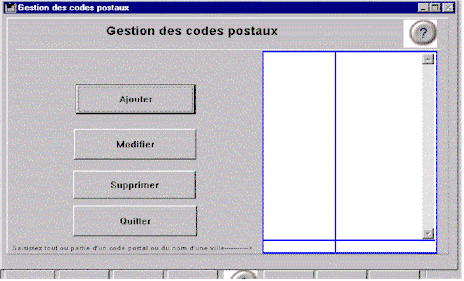 Gestion des codes postaux
Gestion des codes postaux
?
Ajouter
Modifier
Supprimer
Quitter
Saisissez tout ou partie d'un code postal ou du nom d'une ville---------->